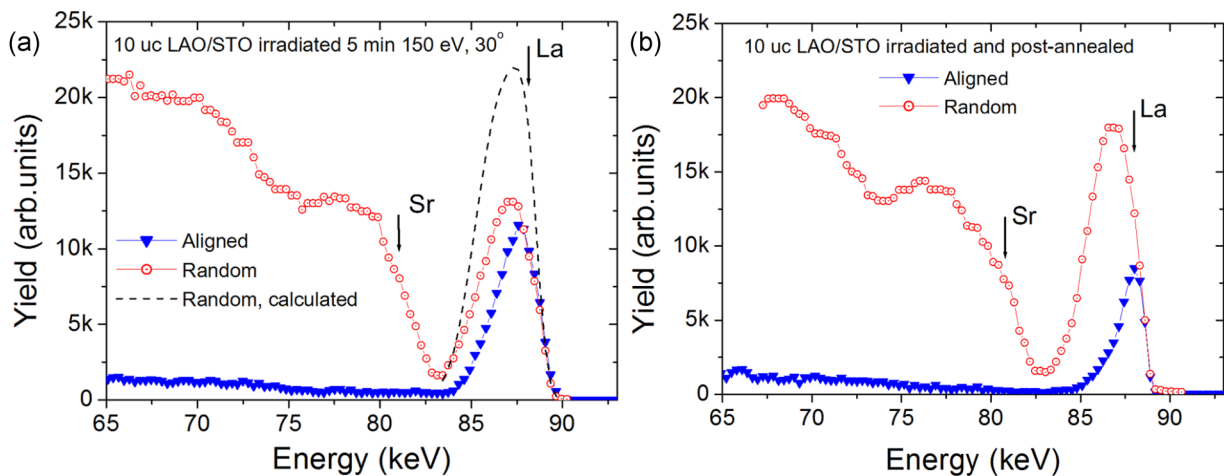 (a)
10 uc LAO/STO irradiated 5 min 150 eV, 30°
La
Sr
Aligned
Random
Random, calculated
Yield (arb.units)
25k
20k
15k
10k
5k
0
65 70 75 80 85 90
Energy (keV)
(b)
10 uc LAO/STO irradiated and post-annealed
Aligned
Random
La
Sr
Yield (arb.units)
25k
20k
15k
10k
5k
0
65 70 75 80 85 90
Energy (keV)